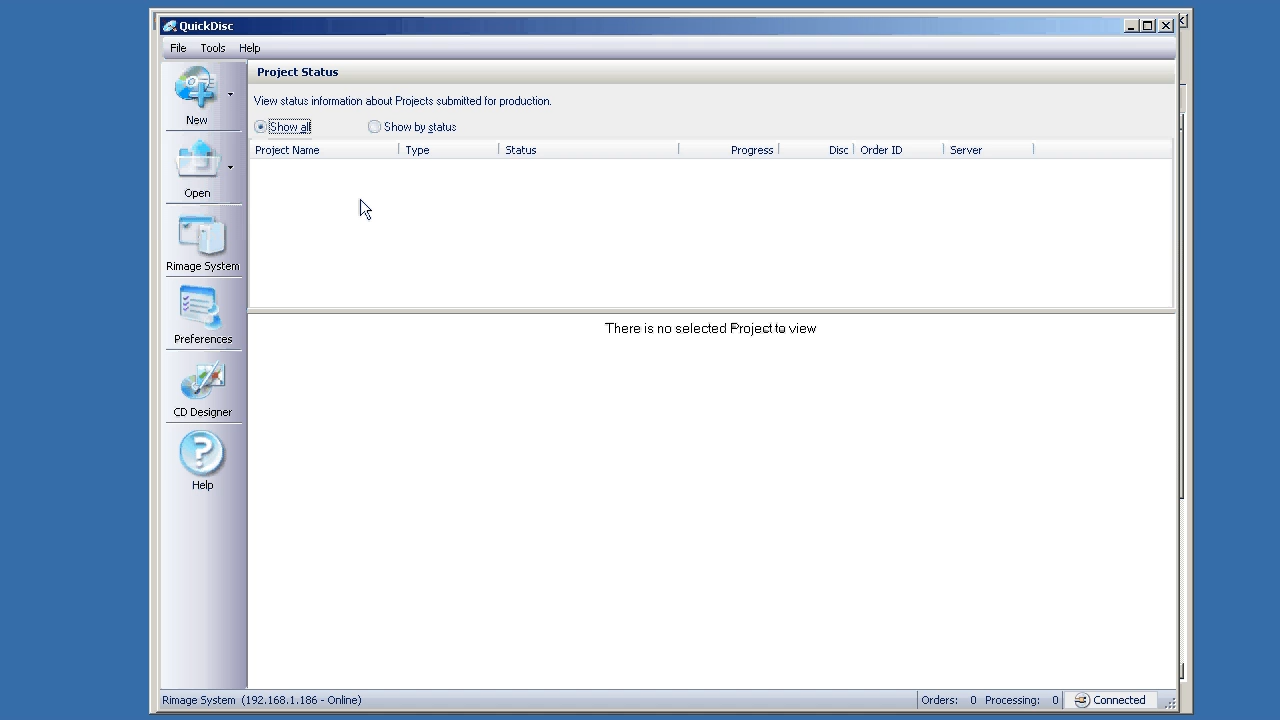 QuickDisc
File Tools Help
Project Status
View status information about Projects submitted for production.
Show all Show by status
Project Name Type Status Progress Disc Order ID Server
New
Open
Rimage System
Preferences
CD Designer
Help
There is no selected Project to view
Rimage System (192.168.1.186 - Online) Orders: 0 Processing: 0 Connected